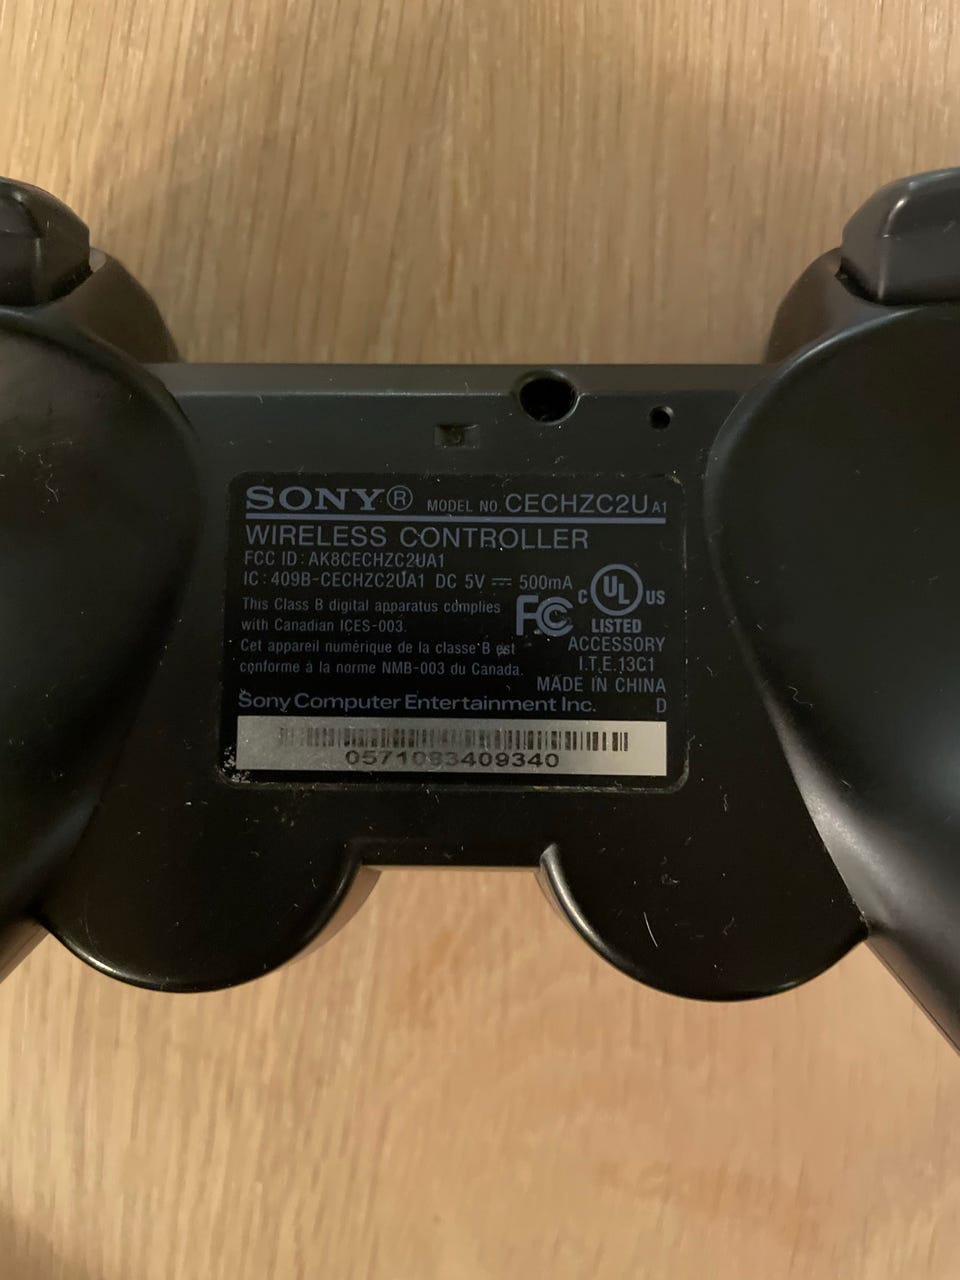 SONY® MODEL NO. CECHZC2U A1
WIRELESS CONTROLLER
FCC ID: AK8CECHZC2UA1
IC: 409B-CECHZC2UA1 DC 5V ⎓ 500mA
This Class B digital apparatus complies
with Canadian ICES-003.
Cet appareil numérique de la classe B est
conforme à la norme NMB-003 du Canada.
FC
C UL US
LISTED
ACCESSORY
I.T.E.13C1
MADE IN CHINA
Sony Computer Entertainment Inc. D
0571083409340